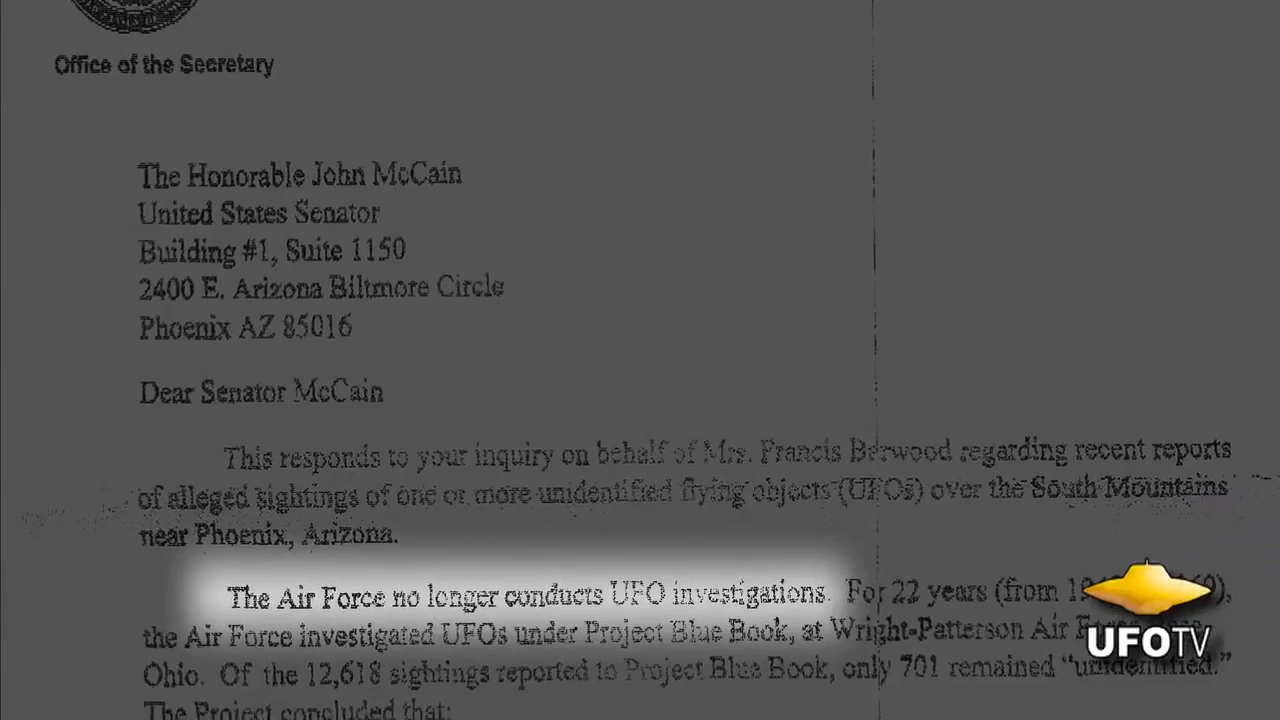 Office of the Secretary
The Honorable John McCain
United States Senator
Building #1, Suite 1150
2400 E. Arizona Biltmore Circle
Phoenix AZ 85016
Dear Senator McCain
This responds to your inquiry on behalf of Mrs. Francis Barwood regarding recent reports
of alleged sightings of one or more unidentified flying objects (UFOs) over the South Mountains
near Phoenix, Arizona.
The Air Force no longer conducts UFO investigations. For 22 years (from
the Air Force investigated UFOs under Project Blue Book, at Wright-Patterson Air
Ohio. Of the 12,618 sightings reported to Project Blue Book, only 701 remained "unidentified."
The Project concluded that:
UFOTV